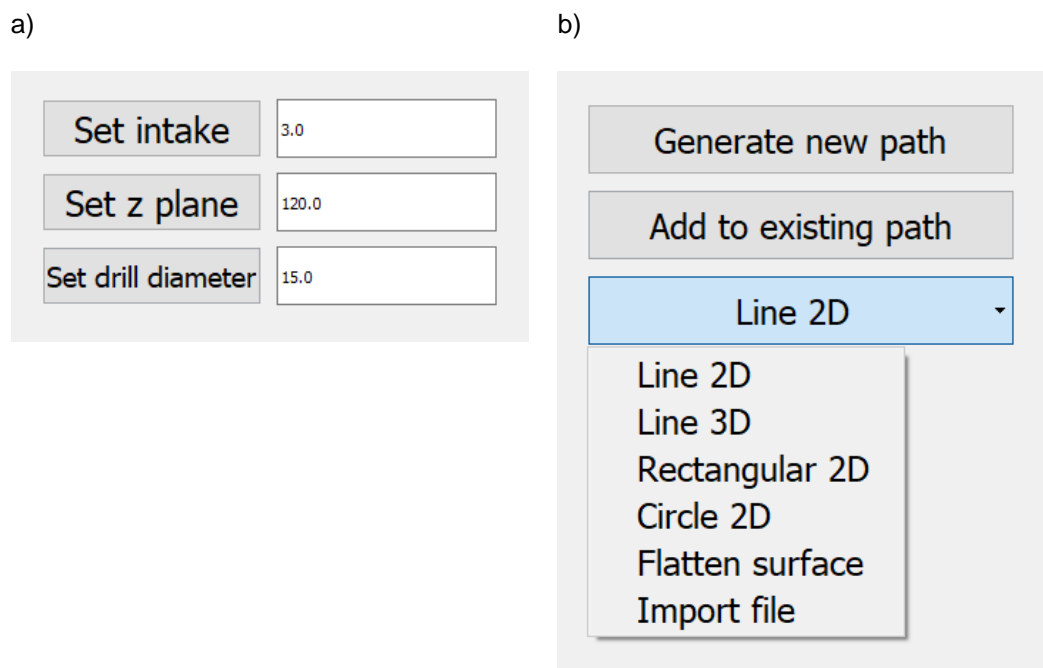 a)
Set intake 3.0
Set z plane 120.0
Set drill diameter 15.0
b)
Generate new path
Add to existing path
Line 2D
Line 2D
Line 3D
Rectangular 2D
Circle 2D
Flatten surface
Import file